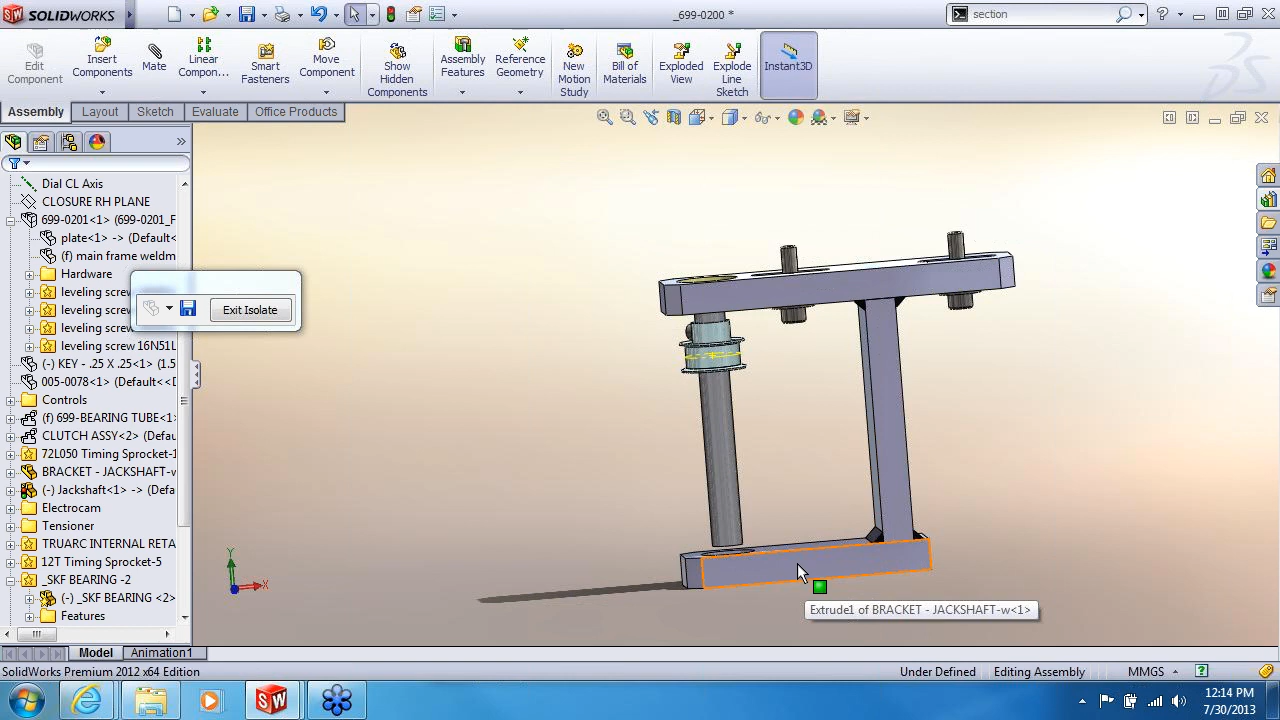 SOLIDWORKS
_699-0200 *
section
Edit Component
Insert Components
Mate
Linear Compon...
Smart Fasteners
Move Component
Show Hidden Components
Assembly Features
Reference Geometry
New Motion Study
Bill of Materials
Exploded View
Explode Line Sketch
Instant3D
Assembly
Layout
Sketch
Evaluate
Office Products
Dial CL Axis
CLOSURE RH PLANE
699-0201<1> (699-0201_F
plate<1> -> (Default<
(f) main frame weldm
Hardware
leveling screw
leveling screw
leveling screw
leveling screw 16N51L
Exit Isolate
(-) KEY - .25 X .25<1> (1.5
005-0078<1> (Default<<D
Controls
(f) 699-BEARING TUBE<1>
CLUTCH ASSY<2> (Defau
72L050 Timing Sprocket-1
BRACKET - JACKSHAFT-w
(-) Jackshaft<1> -> (Defa
Electrocam
Tensioner
TRUARC INTERNAL RETA
12T Timing Sprocket-5
_SKF BEARING -2
(-) _SKF BEARING <2>
Features
Y
X
Extrude1 of BRACKET - JACKSHAFT-w<1>
Model
Animation1
SolidWorks Premium 2012 x64 Edition
Under Defined
Editing Assembly
MMGS
12:14 PM
7/30/2013